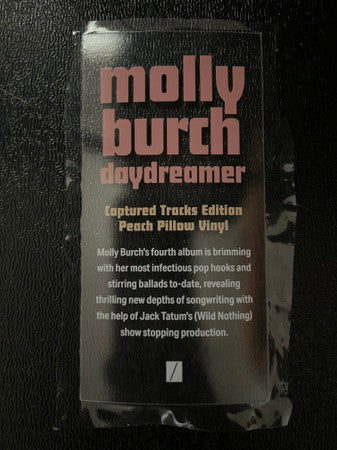 molly
burch
daydreamer
Captured Tracks Edition
Peach Pillow Vinyl
Molly Burch's fourth album is brimming
with her most infectious pop hooks and
stirring ballads to-date, revealing
thrilling new depths of songwriting with
the help of Jack Tatum's (Wild Nothing)
show stopping production.